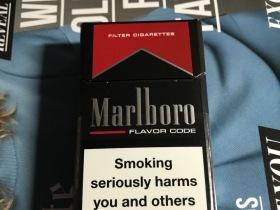 FILTER CIGARETTES
Marlboro
FLAVOR CODE
Smoking
seriously harms
you and others